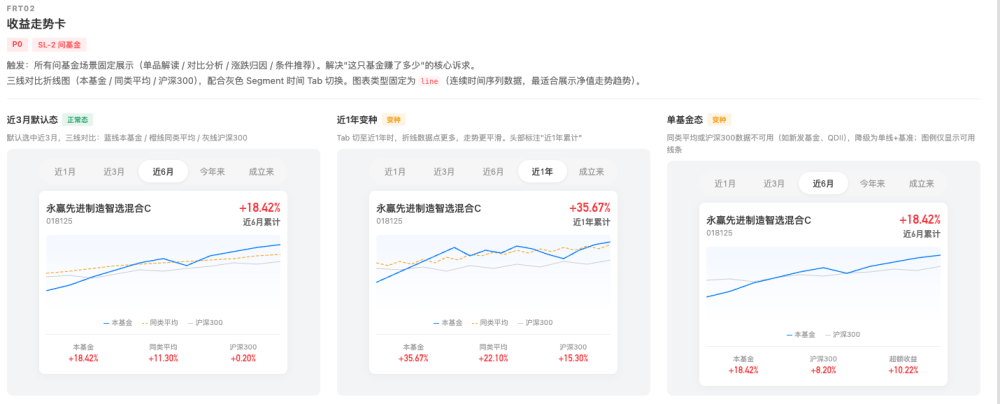 FRT02
收益走势卡
P0 SL-2 问基金
触发：所有问基金场景固定展示（单品解读 / 对比分析 / 涨跌归因 / 条件推荐）。解决"这只基金赚了多少"的核心诉求。
三线对比折线图（本基金 / 同类平均 / 沪深300），配合灰色 Segment 时间 Tab 切换。图表类型固定为 line （连续时间序列数据，最适合展示净值走势趋势）。
近3月默认态 正常态
默认选中近3月，三线对比：蓝线本基金 / 橙线同类平均 / 灰线沪深300
近1月 近3月 近6月 今年来 成立来
永赢先进制造智选混合C +18.42%
018125 近6月累计
本基金 同类平均 沪深300
本基金 同类平均 沪深300
+18.42% +11.30% +0.20%
近1年变种 变种
Tab 切至近1年时，折线数据点更多，走势更平滑。头部标注"近1年累计"
近1月 近3月 近6月 近1年 成立来
永赢先进制造智选混合C +35.67%
018125 近1年累计
本基金 同类平均 沪深300
本基金 同类平均 沪深300
+35.67% +22.10% +15.30%
单基金态 变种
同类平均或沪深300数据不可用（如新发基金、QDII），降级为单线+基准；图例仅显示可用
线条
近1月 近3月 近6月 今年来 成立来
永赢先进制造智选混合C +18.42%
018125 近6月累计
本基金 沪深300
本基金 沪深300 超额收益
+18.42% +8.20% +10.22%